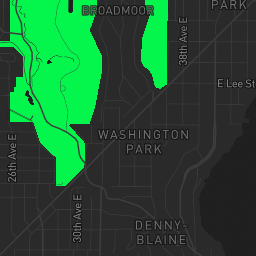 BROADMOOR
PARK
38th Ave E
E Lee St
WASHINGTON
PARK
26th Ave E
30th Ave E
DENNY-
BLAINE